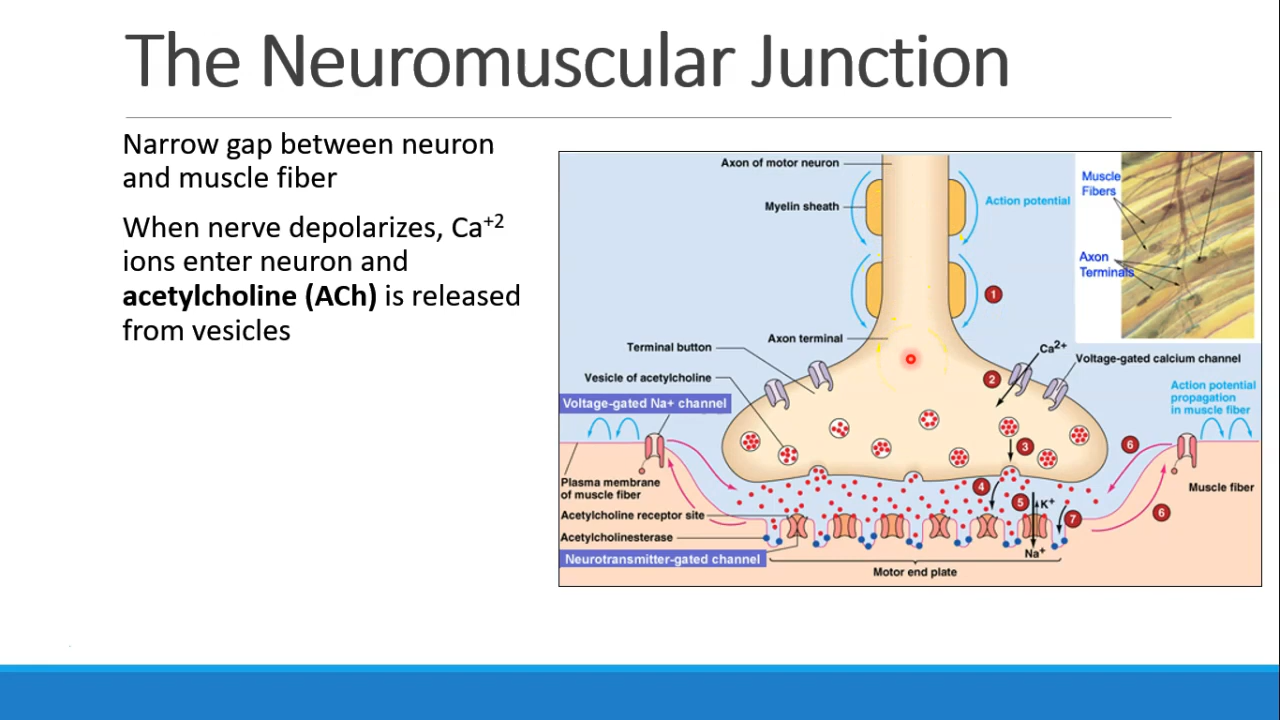 The Neuromuscular Junction
Narrow gap between neuron
and muscle fiber
When nerve depolarizes, Ca⁺²
ions enter neuron and
acetylcholine (ACh) is released
from vesicles
Axon of motor neuron
Myelin sheath
Action potential
Muscle
Fibers
Axon
Terminals
1
Axon terminal
Terminal button
Ca²⁺
Voltage-gated calcium channel
Vesicle of acetylcholine
2
Voltage-gated Na+ channel
Action potential
propagation
in muscle fiber
3
6
Plasma membrane
of muscle fiber
4
Muscle fiber
5
K⁺
Acetylcholine receptor site
7
6
Acetylcholinesterase
Na⁺
Neurotransmitter-gated channel
Motor end plate